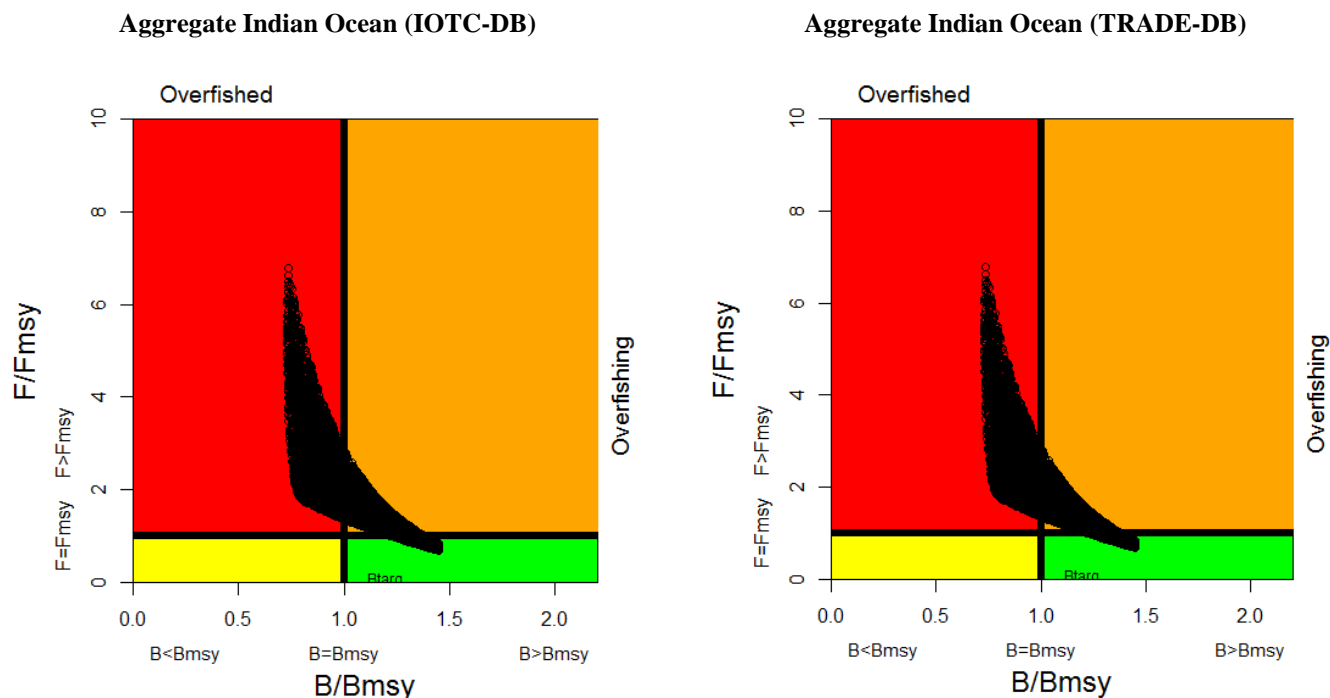 Aggregate Indian Ocean (IOTC-DB)
Overfished
10
8
6
4
2
0
F/Fmsy
F>Fmsy
F=Fmsy
Overfishing
Btarg
0.0 0.5 1.0 1.5 2.0
B<Bmsy B=Bmsy B>Bmsy
B/Bmsy
Aggregate Indian Ocean (TRADE-DB)
Overfished
10
8
6
4
2
0
F/Fmsy
F>Fmsy
F=Fmsy
Overfishing
Btarg
0.0 0.5 1.0 1.5 2.0
B<Bmsy B=Bmsy B>Bmsy
B/Bmsy